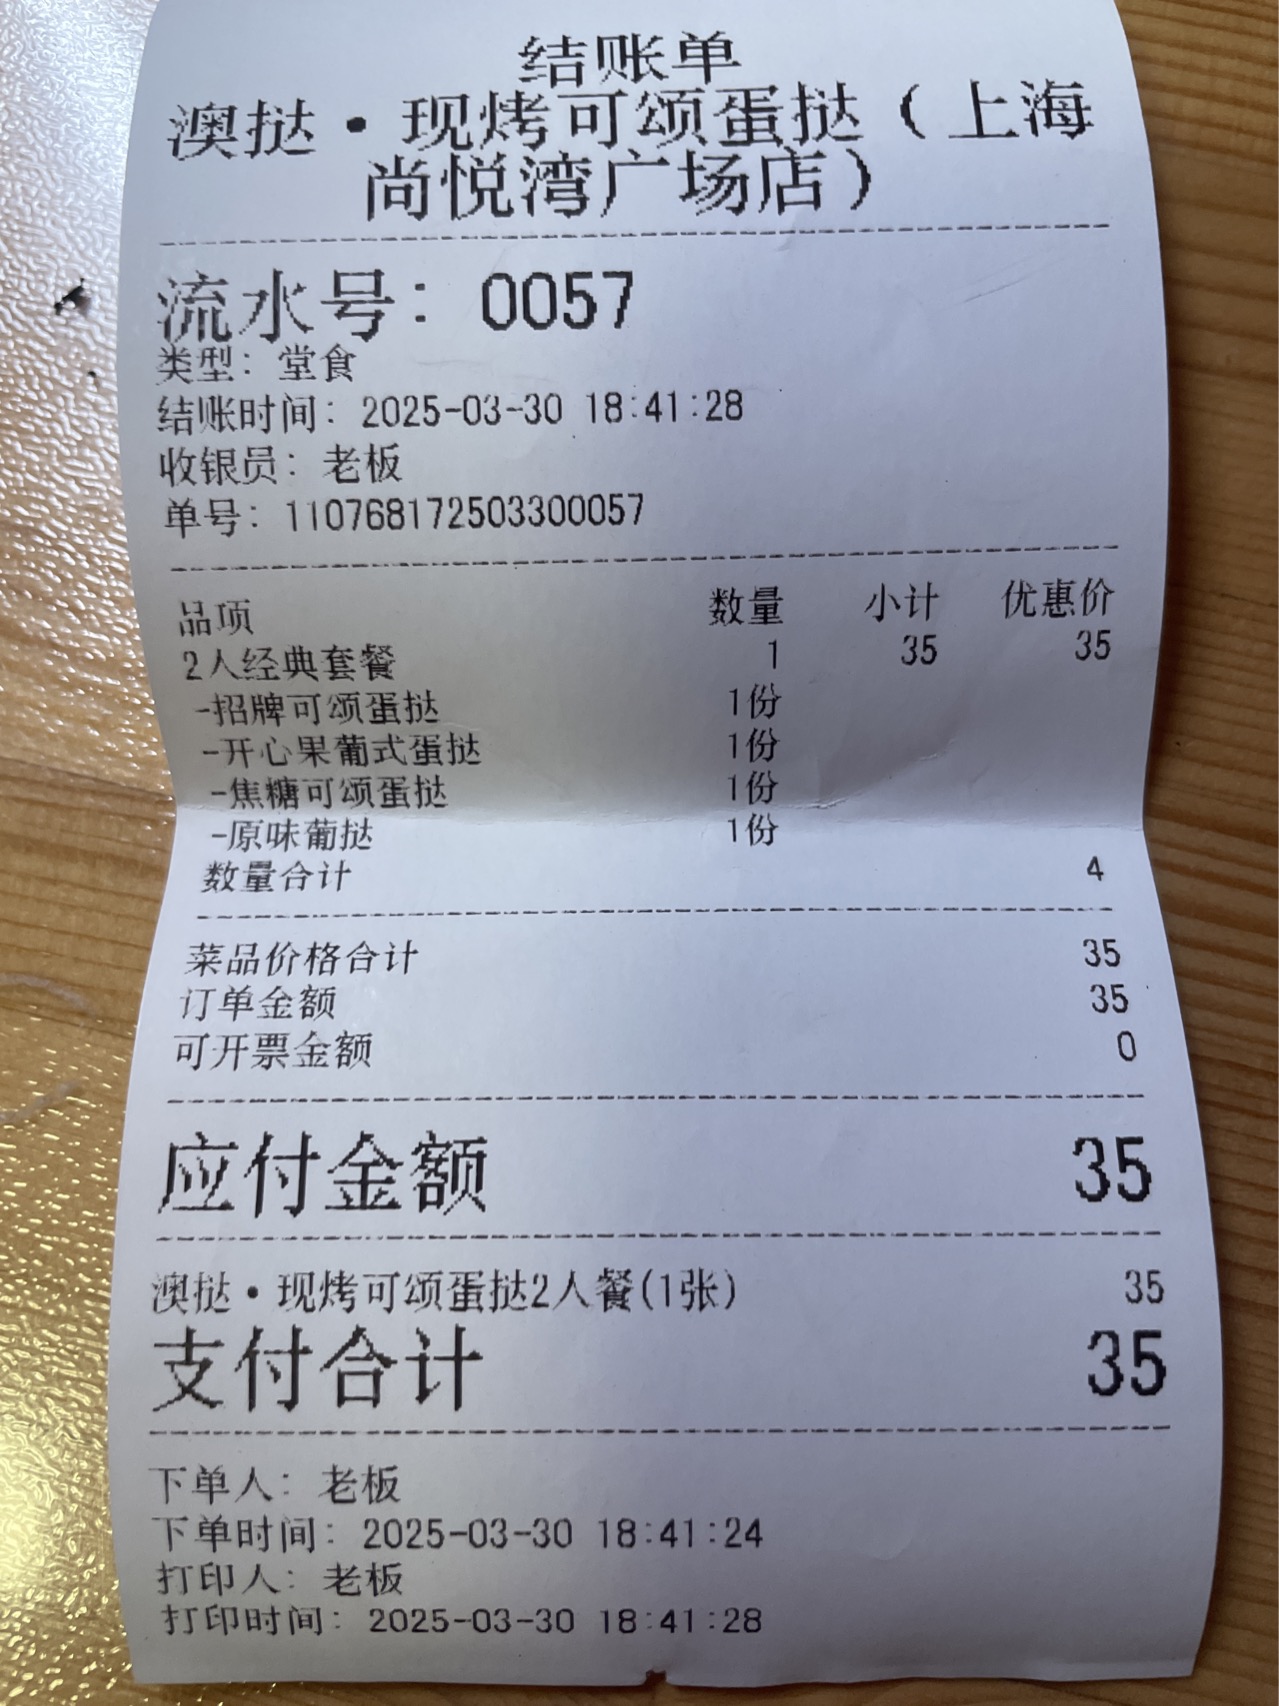 结账单
澳挞·现烤可颂蛋挞（上海
尚悦湾广场店）
流水号: 0057
类型: 堂食
结账时间: 2025-03-30 18:41:28
收银员: 老板
单号: 110768172503300057
品项 数量 小计 优惠价
2人经典套餐 1 35 35
-招牌可颂蛋挞 1份
-开心果葡式蛋挞 1份
-焦糖可颂蛋挞 1份
-原味葡挞 1份
数量合计 4
菜品价格合计 35
订单金额 35
可开票金额 0
应付金额 35
澳挞·现烤可颂蛋挞2人餐(1张) 35
支付合计 35
下单人: 老板
下单时间: 2025-03-30 18:41:24
打印人: 老板
打印时间: 2025-03-30 18:41:28